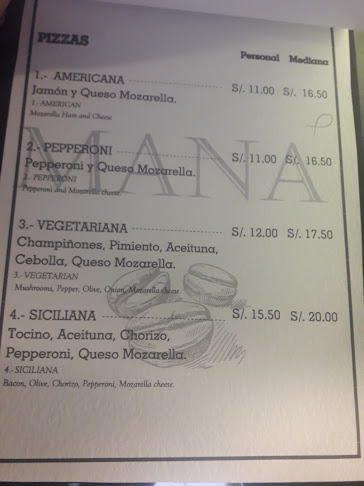 PIZZAS
Personal Mediana
1.- AMERICANA S/. 11.00 S/. 16.50
Jamón y Queso Mozarella.
1.- AMERICAN
Mozarella Ham and Cheese
MANA
2.- PEPPERONI S/. 11.00 S/. 16.50
Pepperoni y Queso Mozarella.
2.- PEPPERONI
Pepperoni and Mozarella cheese.
3.- VEGETARIANA S/. 12.00 S/. 17.50
Champiñones, Pimiento, Aceituna,
Cebolla, Queso Mozarella.
3.- VEGETARIAN
Mushrooms, Pepper, Olive, Onion, Mozarella cheese.
4.- SICILIANA S/. 15.50 S/. 20.00
Tocino, Aceituna, Chorizo,
Pepperoni, Queso Mozarella.
4.- SICILIANA
Bacon, Olive, Chorizo, Pepperoni, Mozarella cheese.